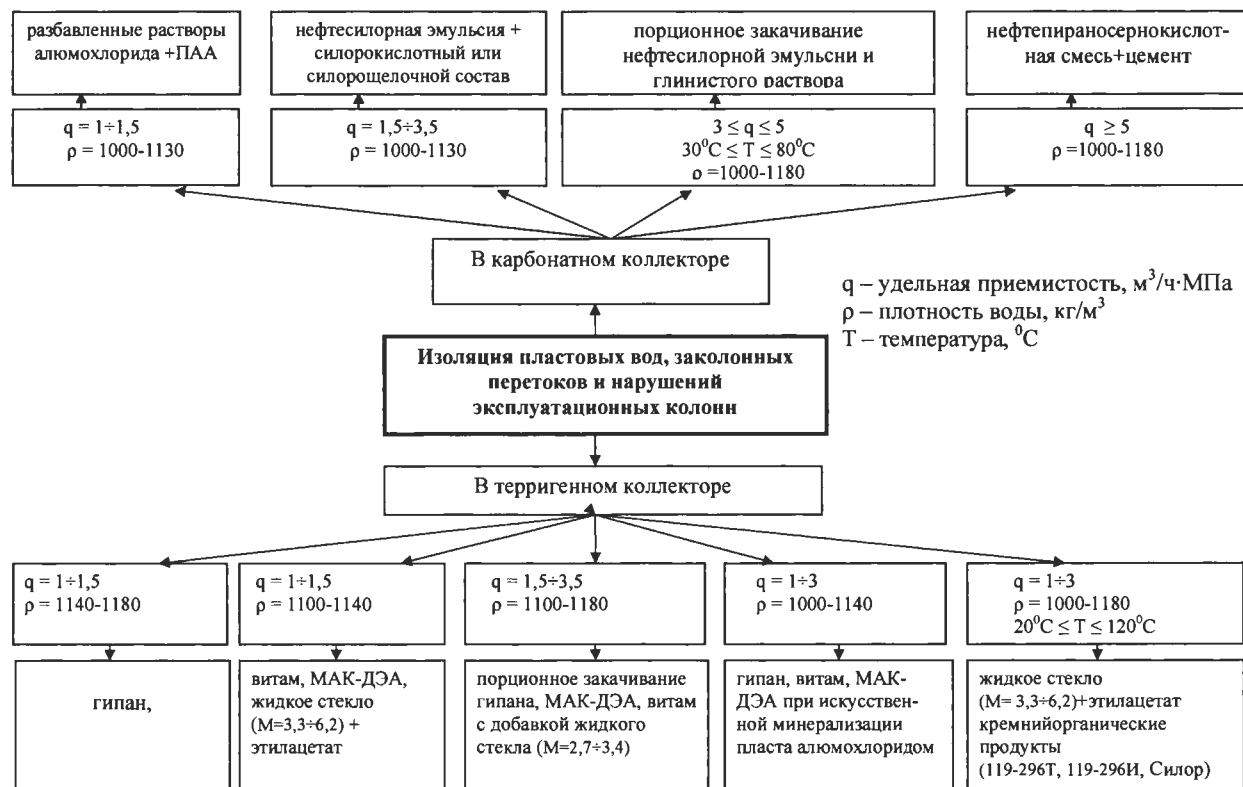 разбавленные растворы
алюмохлорида +ПАА
нефтесилорная эмульсия +
силорокислотный или
силорощелочной состав
порционное закачивание
нефтесилорной эмульсни и
глинистого раствора
нефтепираносернокислот-
ная смесь+цемент
q = 1÷1,5
ρ = 1000-1130
q = 1,5÷3,5
ρ = 1000-1130
3 ≤ q ≤ 5
30⁰C ≤ T ≤ 80⁰C
ρ =1000-1180
q ≥ 5
ρ =1000-1180
В карбонатном коллекторе
q – удельная приемистость, м³/ч·МПа
ρ – плотность воды, кг/м³
T – температура, ⁰C
Изоляция пластовых вод, заколонных
перетоков и нарушений
эксплуатационных колонн
В терригенном коллекторе
q = 1÷1,5
ρ = 1140-1180
q = 1÷1,5
ρ = 1100-1140
q = 1,5÷3,5
ρ = 1100-1180
q = 1÷3
ρ = 1000-1140
q = 1÷3
ρ = 1000-1180
20⁰C ≤ T ≤ 120⁰C
гипан,
витам, МАК-ДЭА,
жидкое стекло
(М=3,3÷6,2) +
этилацетат
порционное закачивание
гипана, МАК-ДЭА, витам
с добавкой жидкого
стекла (М=2,7÷3,4)
гипан, витам, МАК-
ДЭА при искусствен-
ной минерализации
пласта алюмохлоридом
жидкое стекло
(М= 3,3÷6,2)+этилацетат
кремнийорганические
продукты
(119-296Т, 119-296И, Силор)